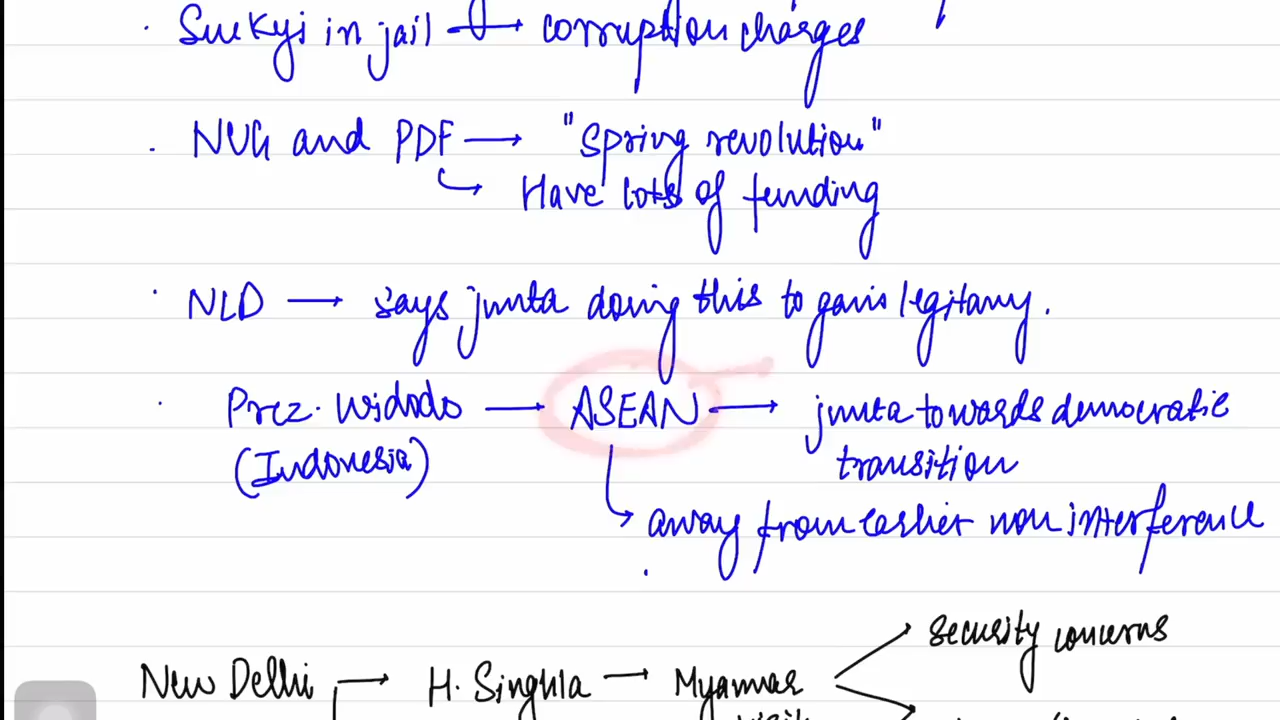 · Suu Kyi in jail → corruption charges
· NUG and PDF → "Spring revolution"
↳ Have lots of funding
· NLD → says junta doing this to gain legitamy.
· Prez. Widodo → ASEAN → junta towards democratic
(Indonesia) transition
↳ away from earlier non interference
security concerns
New Delhi → H. Singhla → Myanmar
visit